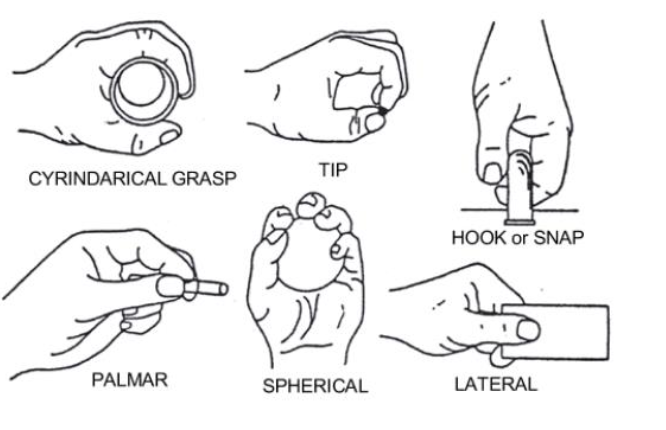 CYRINDARICAL GRASP
TIP
HOOK or SNAP
PALMAR
SPHERICAL
LATERAL